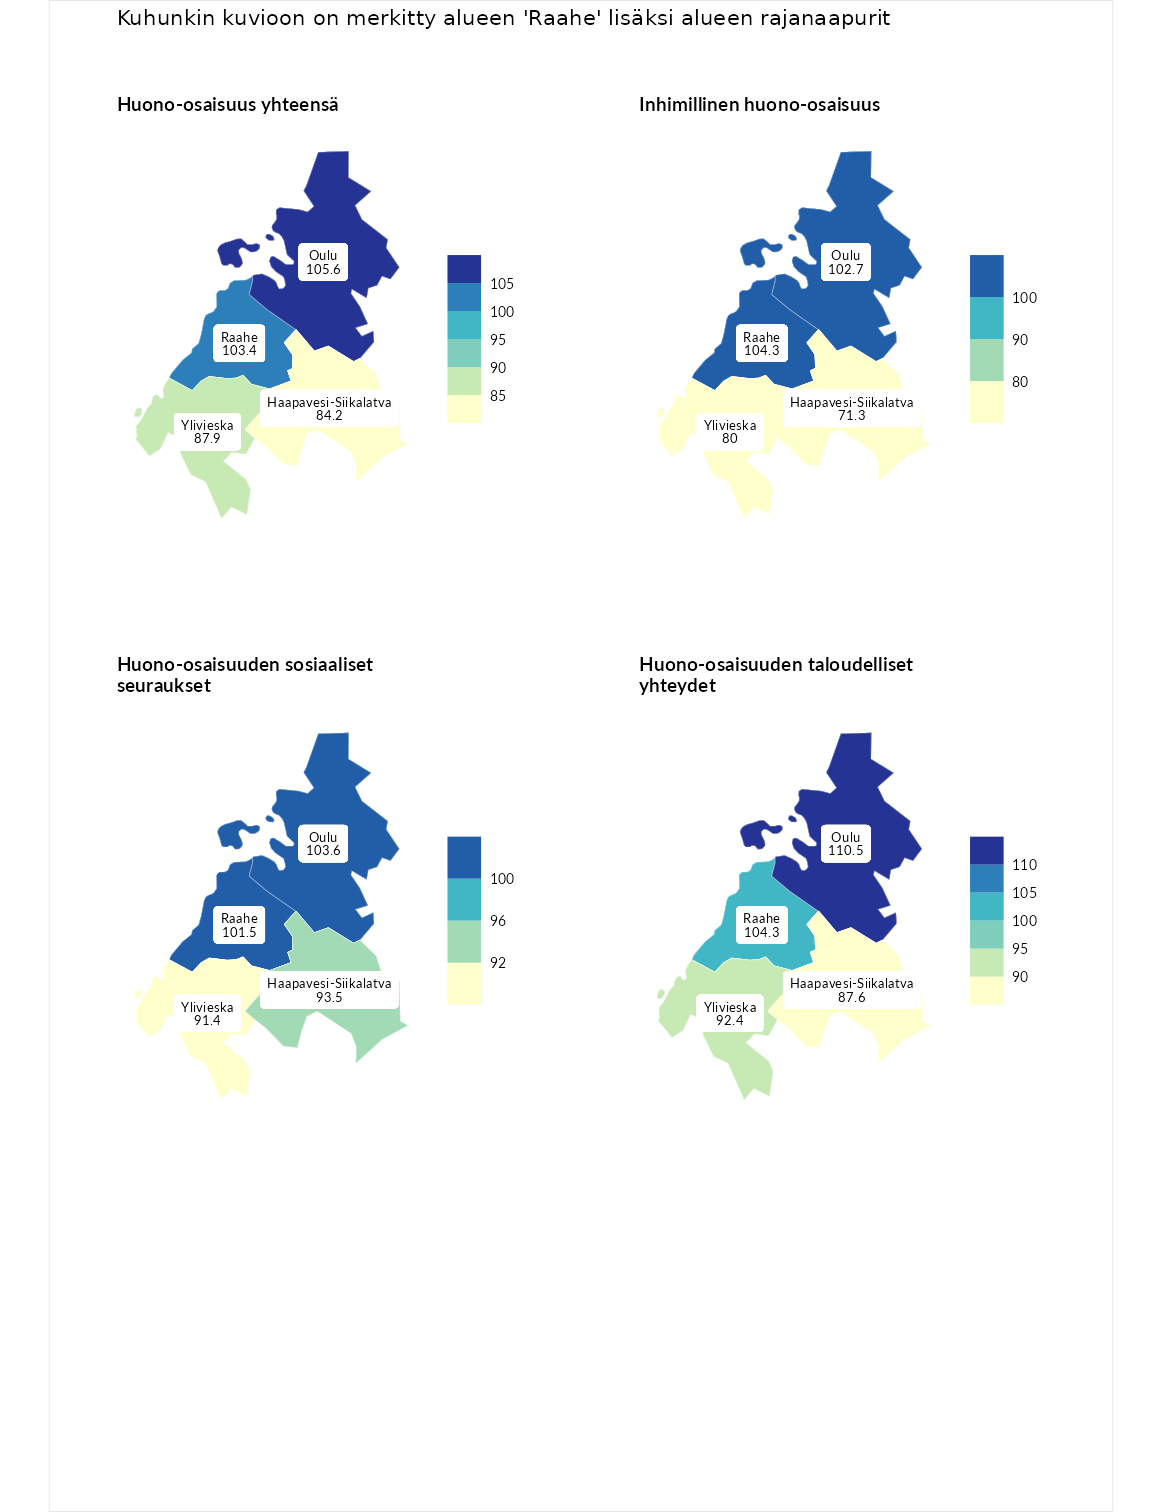 Kuhunkin kuvioon on merkitty alueen 'Raahe' lisäksi alueen rajanaapurit
Huono-osaisuus yhteensä
Oulu
105.6
Raahe
103.4
Haapavesi-Siikalatva
84.2
Ylivieska
87.9
105
100
95
90
85
Inhimillinen huono-osaisuus
Oulu
102.7
Raahe
104.3
Haapavesi-Siikalatva
71.3
Ylivieska
80
100
90
80
Huono-osaisuuden sosiaaliset
seuraukset
Oulu
103.6
Raahe
101.5
Haapavesi-Siikalatva
93.5
Ylivieska
91.4
100
96
92
Huono-osaisuuden taloudelliset
yhteydet
Oulu
110.5
Raahe
104.3
Haapavesi-Siikalatva
87.6
Ylivieska
92.4
110
105
100
95
90